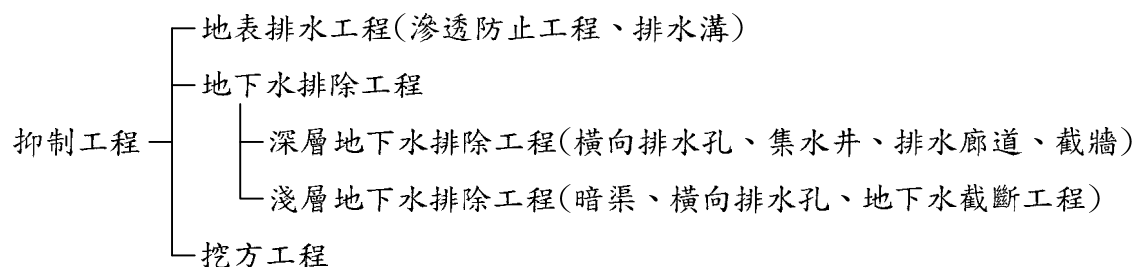 地表排水工程(滲透防止工程、排水溝)
地下水排除工程
抑制工程
深層地下水排除工程(橫向排水孔、集水井、排水廊道、截牆)
淺層地下水排除工程(暗渠、橫向排水孔、地下水截斷工程)
挖方工程